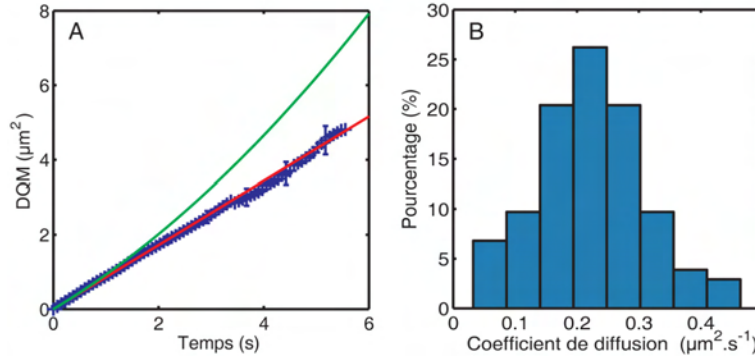 A
DQM (µm²)
8
6
4
2
0
0 2 4 6
Temps (s)
B
Pourcentage (%)
30
25
20
15
10
5
0
0 0.1 0.2 0.3 0.4
Coefficient de diffusion (µm².s⁻¹)